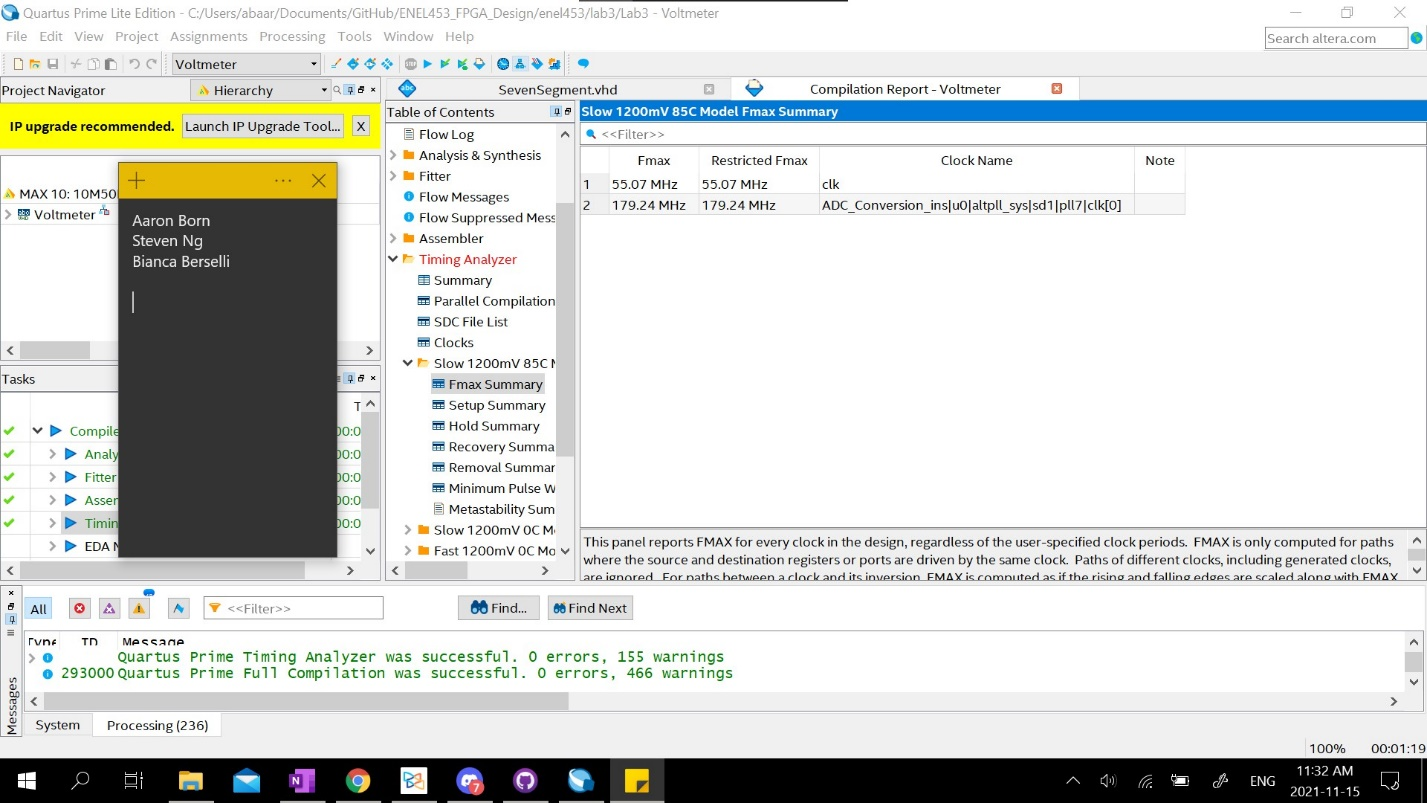 Quartus Prime Lite Edition - C:/Users/abaar/Documents/GitHub/ENEL453_FPGA_Design/enel453/lab3/Lab3 - Voltmeter
File Edit View Project Assignments Processing Tools Window Help
Search altera.com
Voltmeter
Project Navigator
Hierarchy
IP upgrade recommended. Launch IP Upgrade Tool... X
MAX 10: 10M50
Voltmeter
Aaron Born
Steven Ng
Bianca Berselli
Tasks
Compile
Analy
Fitter
Assen
Timin
EDA N
00:0
00:0
00:0
00:0
00:0
SevenSegment.vhd
Compilation Report - Voltmeter
Table of Contents
Flow Log
Analysis & Synthesis
Fitter
Flow Messages
Flow Suppressed Mess
Assembler
Timing Analyzer
Summary
Parallel Compilation
SDC File List
Clocks
Slow 1200mV 85C M
Fmax Summary
Setup Summary
Hold Summary
Recovery Summa
Removal Summar
Minimum Pulse W
Metastability Sum
Slow 1200mV 0C Mo
Fast 1200mV 0C Mo
Slow 1200mV 85C Model Fmax Summary
<<Filter>>
Fmax Restricted Fmax Clock Name Note
1 55.07 MHz 55.07 MHz clk
2 179.24 MHz 179.24 MHz ADC_Conversion_ins|u0|altpll_sys|sd1|pll7|clk[0]
This panel reports FMAX for every clock in the design, regardless of the user-specified clock periods. FMAX is only computed for paths
where the source and destination registers or ports are driven by the same clock. Paths of different clocks, including generated clocks,
are ignored. For paths between a clock and its inversion, FMAX is computed as if the rising and falling edges are scaled along with FMAX
All
<<Filter>>
Find... Find Next
Type ID Message
Quartus Prime Timing Analyzer was successful. 0 errors, 155 warnings
293000 Quartus Prime Full Compilation was successful. 0 errors, 466 warnings
Messages
System Processing (236)
100% 00:01:19
7
ENG
11:32 AM
2021-11-15